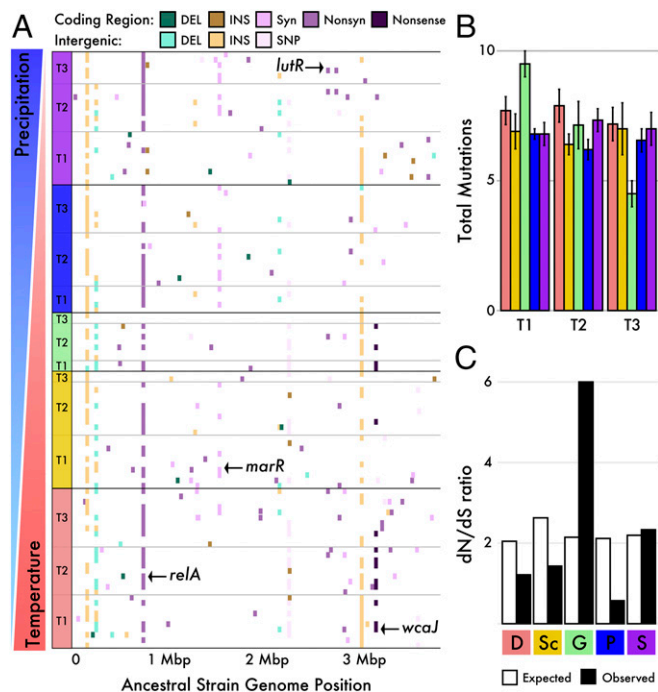 A
Coding Region: DEL INS Syn Nonsyn Nonsense
Intergenic: DEL INS SNP
Precipitation
Temperature
T3
T2
T1
T3
T2
T1
T3
T2
T1
T3
T2
T1
T3
T2
T1
lutR
marR
relA
wcaJ
0 1 Mbp 2 Mbp 3 Mbp
Ancestral Strain Genome Position
B
Total Mutations
10
5
0
T1 T2 T3
C
dN/dS ratio
6
4
2
D Sc G P S
Expected Observed